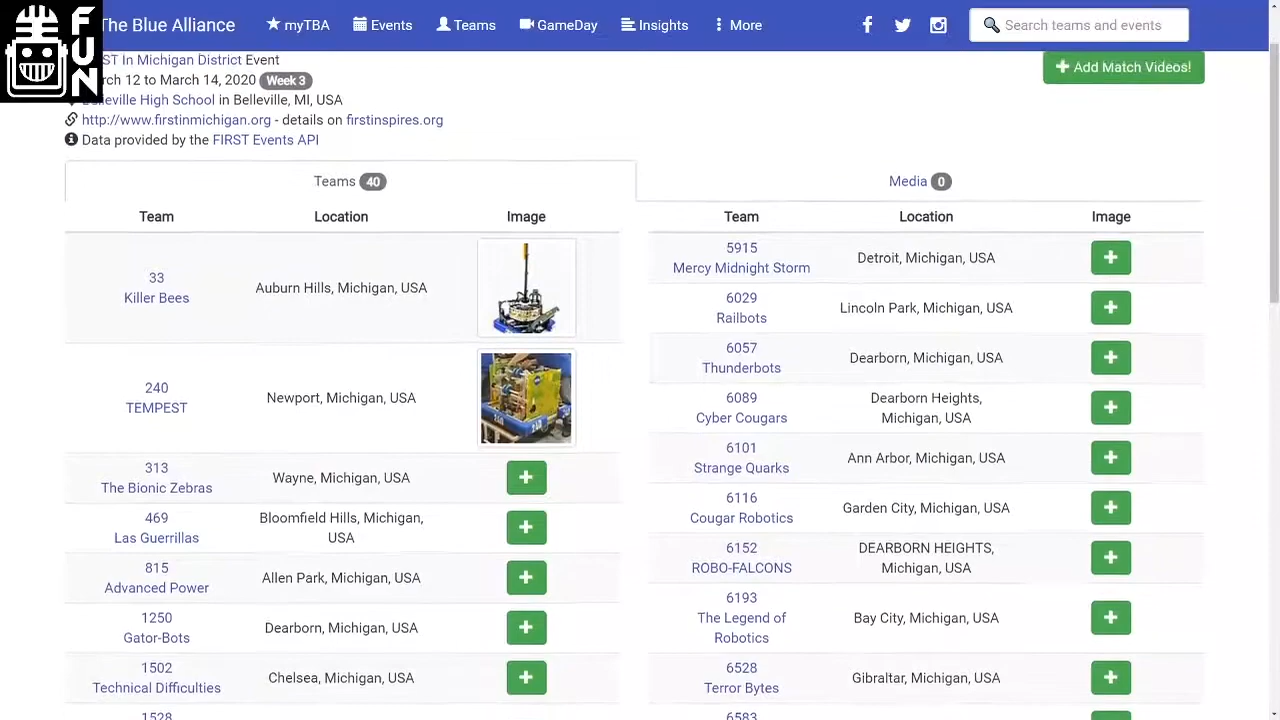 The Blue Alliance
myTBA
Events
Teams
GameDay
Insights
More
Search teams and events
FUN
ST In Michigan District Event
rch 12 to March 14, 2020 Week 3
elleville High School in Belleville, MI, USA
http://www.firstinmichigan.org - details on firstinspires.org
Data provided by the FIRST Events API
Add Match Videos!
Teams 40
Media 0
Team Location Image
33
Killer Bees
Auburn Hills, Michigan, USA
240
TEMPEST
Newport, Michigan, USA
240
313
The Bionic Zebras
Wayne, Michigan, USA
469
Las Guerrillas
Bloomfield Hills, Michigan,
USA
815
Advanced Power
Allen Park, Michigan, USA
1250
Gator-Bots
Dearborn, Michigan, USA
1502
Technical Difficulties
Chelsea, Michigan, USA
1528
Team Location Image
5915
Mercy Midnight Storm
Detroit, Michigan, USA
6029
Railbots
Lincoln Park, Michigan, USA
6057
Thunderbots
Dearborn, Michigan, USA
6089
Cyber Cougars
Dearborn Heights,
Michigan, USA
6101
Strange Quarks
Ann Arbor, Michigan, USA
6116
Cougar Robotics
Garden City, Michigan, USA
6152
ROBO-FALCONS
DEARBORN HEIGHTS,
Michigan, USA
6193
The Legend of
Robotics
Bay City, Michigan, USA
6528
Terror Bytes
Gibraltar, Michigan, USA
6583